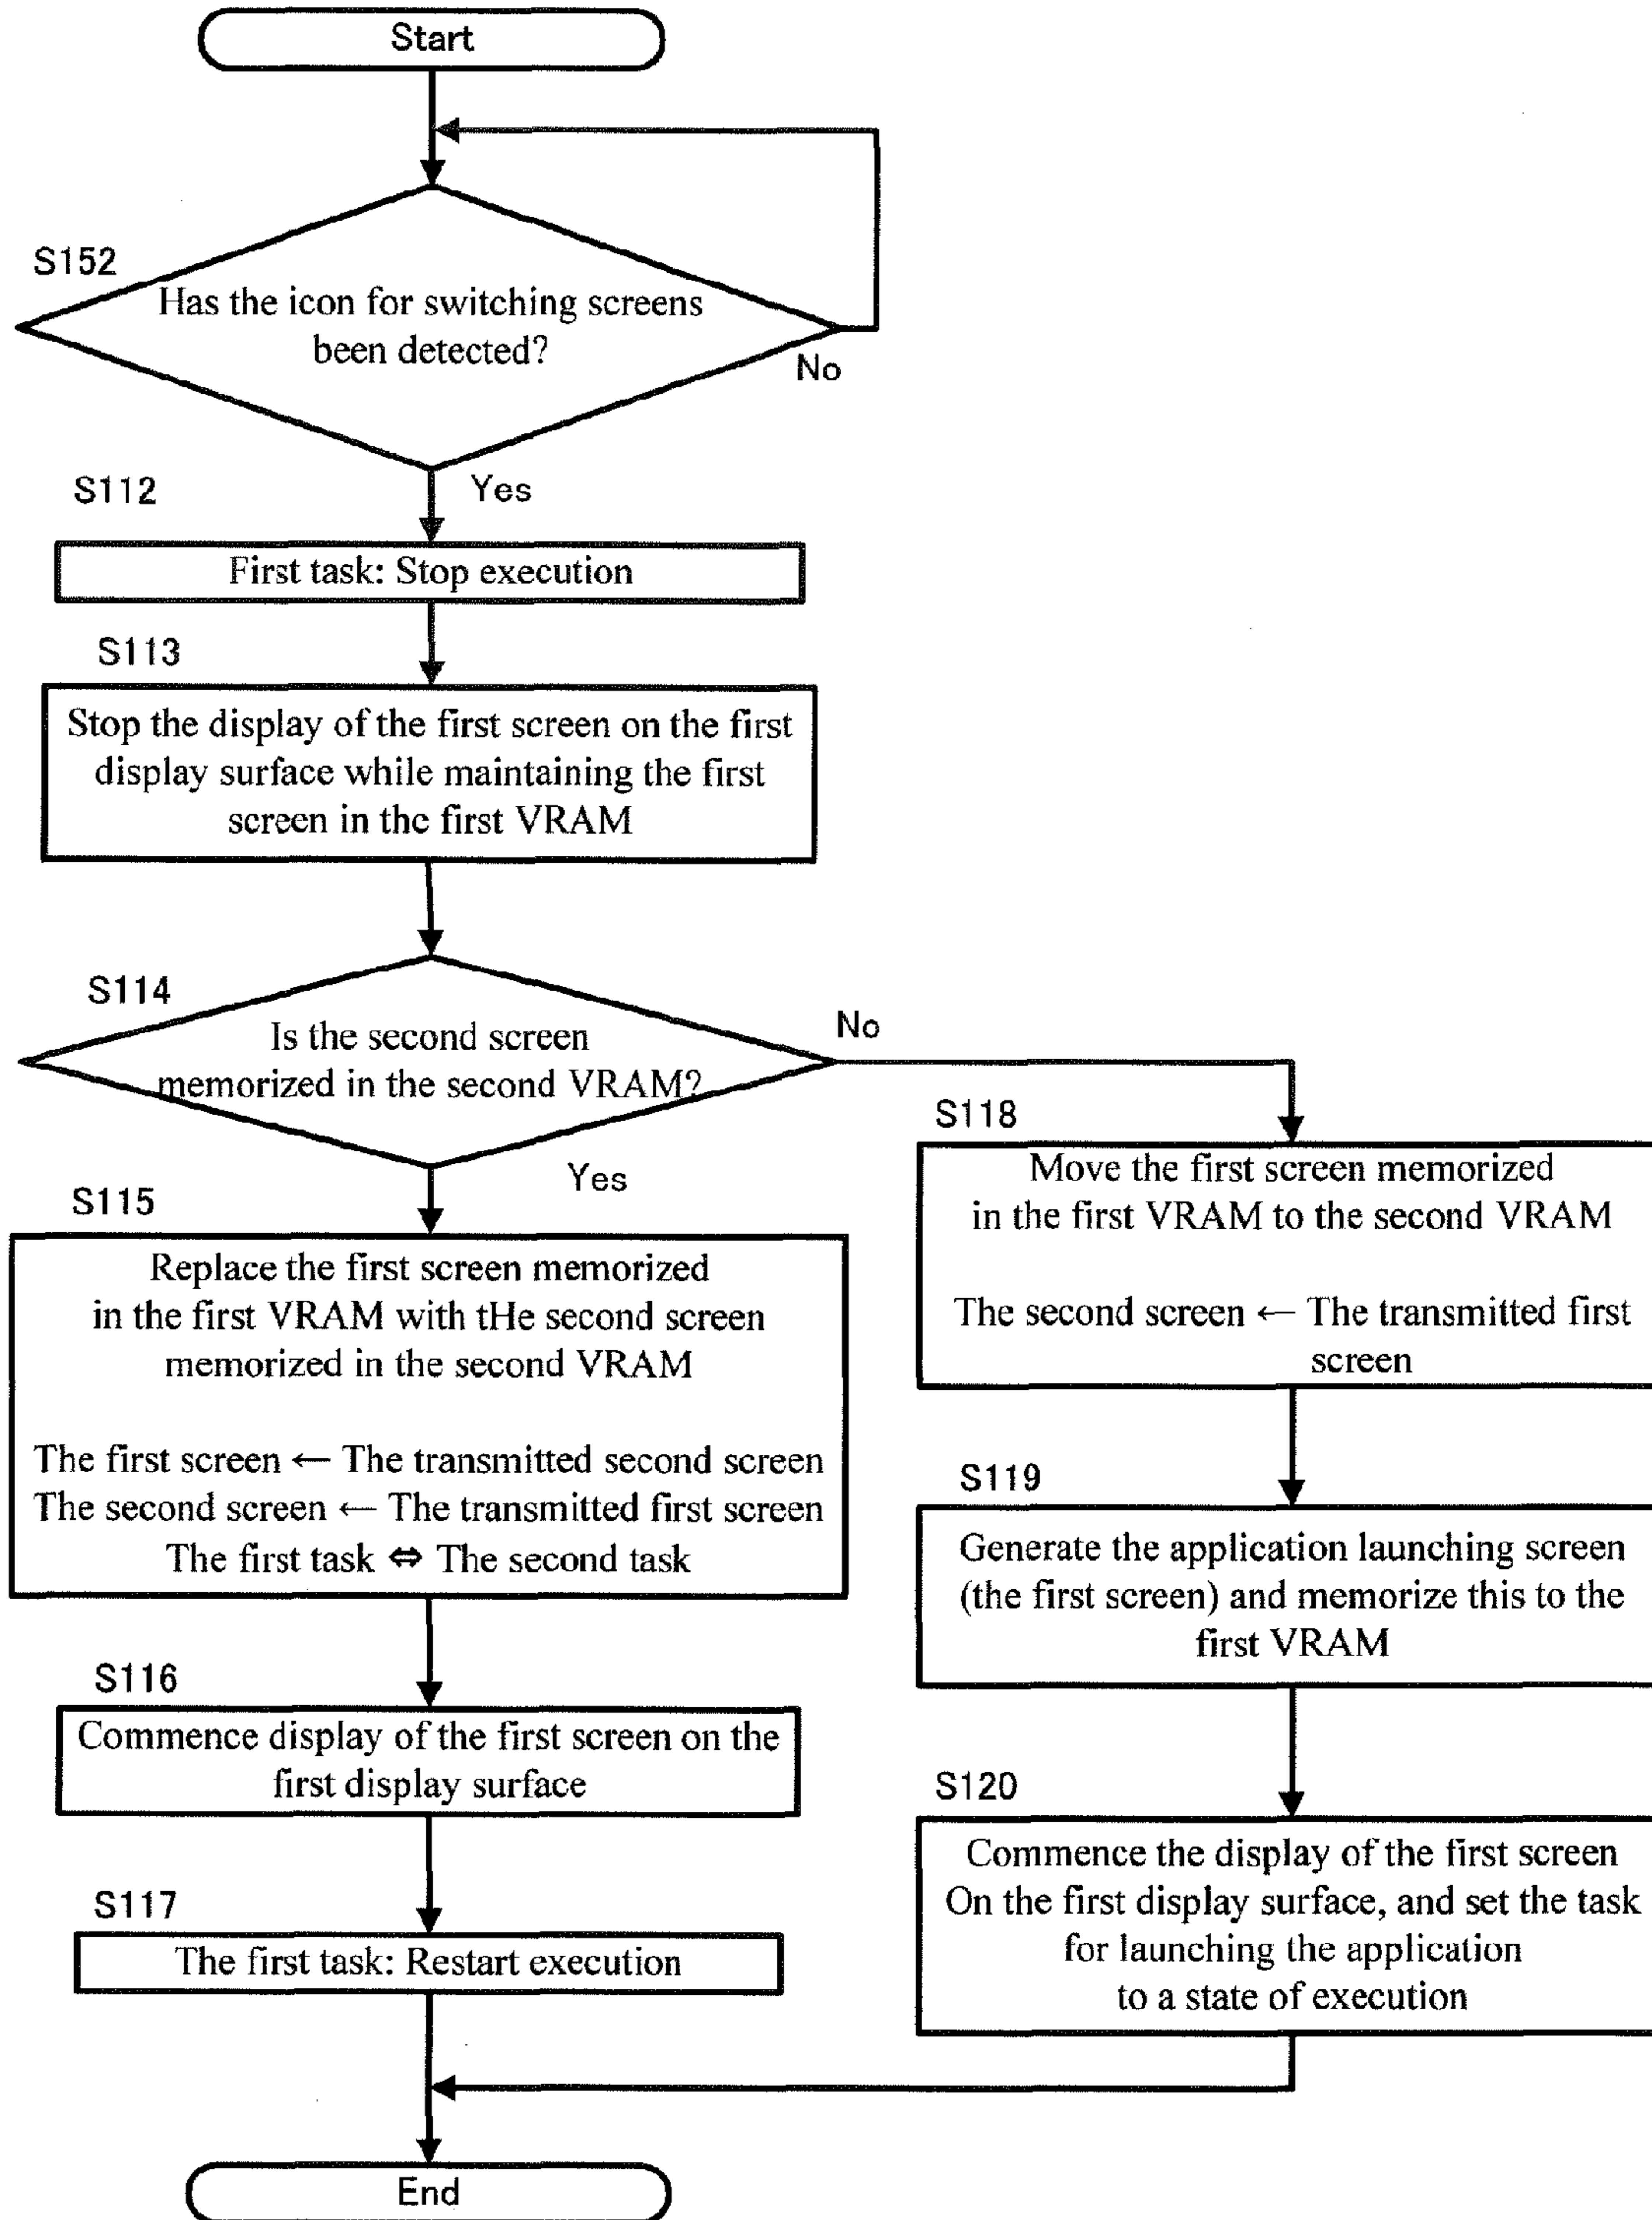 Start
S152
Has the icon for switching screens
been detected?
No
Yes
S112
First task: Stop execution
S113
Stop the display of the first screen on the first
display surface while maintaining the first
screen in the first VRAM
S114
Is the second screen
memorized in the second VRAM?
No
Yes
S115
Replace the first screen memorized
in the first VRAM with tHe second screen
memorized in the second VRAM
The first screen ← The transmitted second screen
The second screen ← The transmitted first screen
The first task ⇔ The second task
S116
Commence display of the first screen on the
first display surface
S117
The first task: Restart execution
S118
Move the first screen memorized
in the first VRAM to the second VRAM
The second screen ← The transmitted first
screen
S119
Generate the application launching screen
(the first screen) and memorize this to the
first VRAM
S120
Commence the display of the first screen
On the first display surface, and set the task
for launching the application
to a state of execution
End